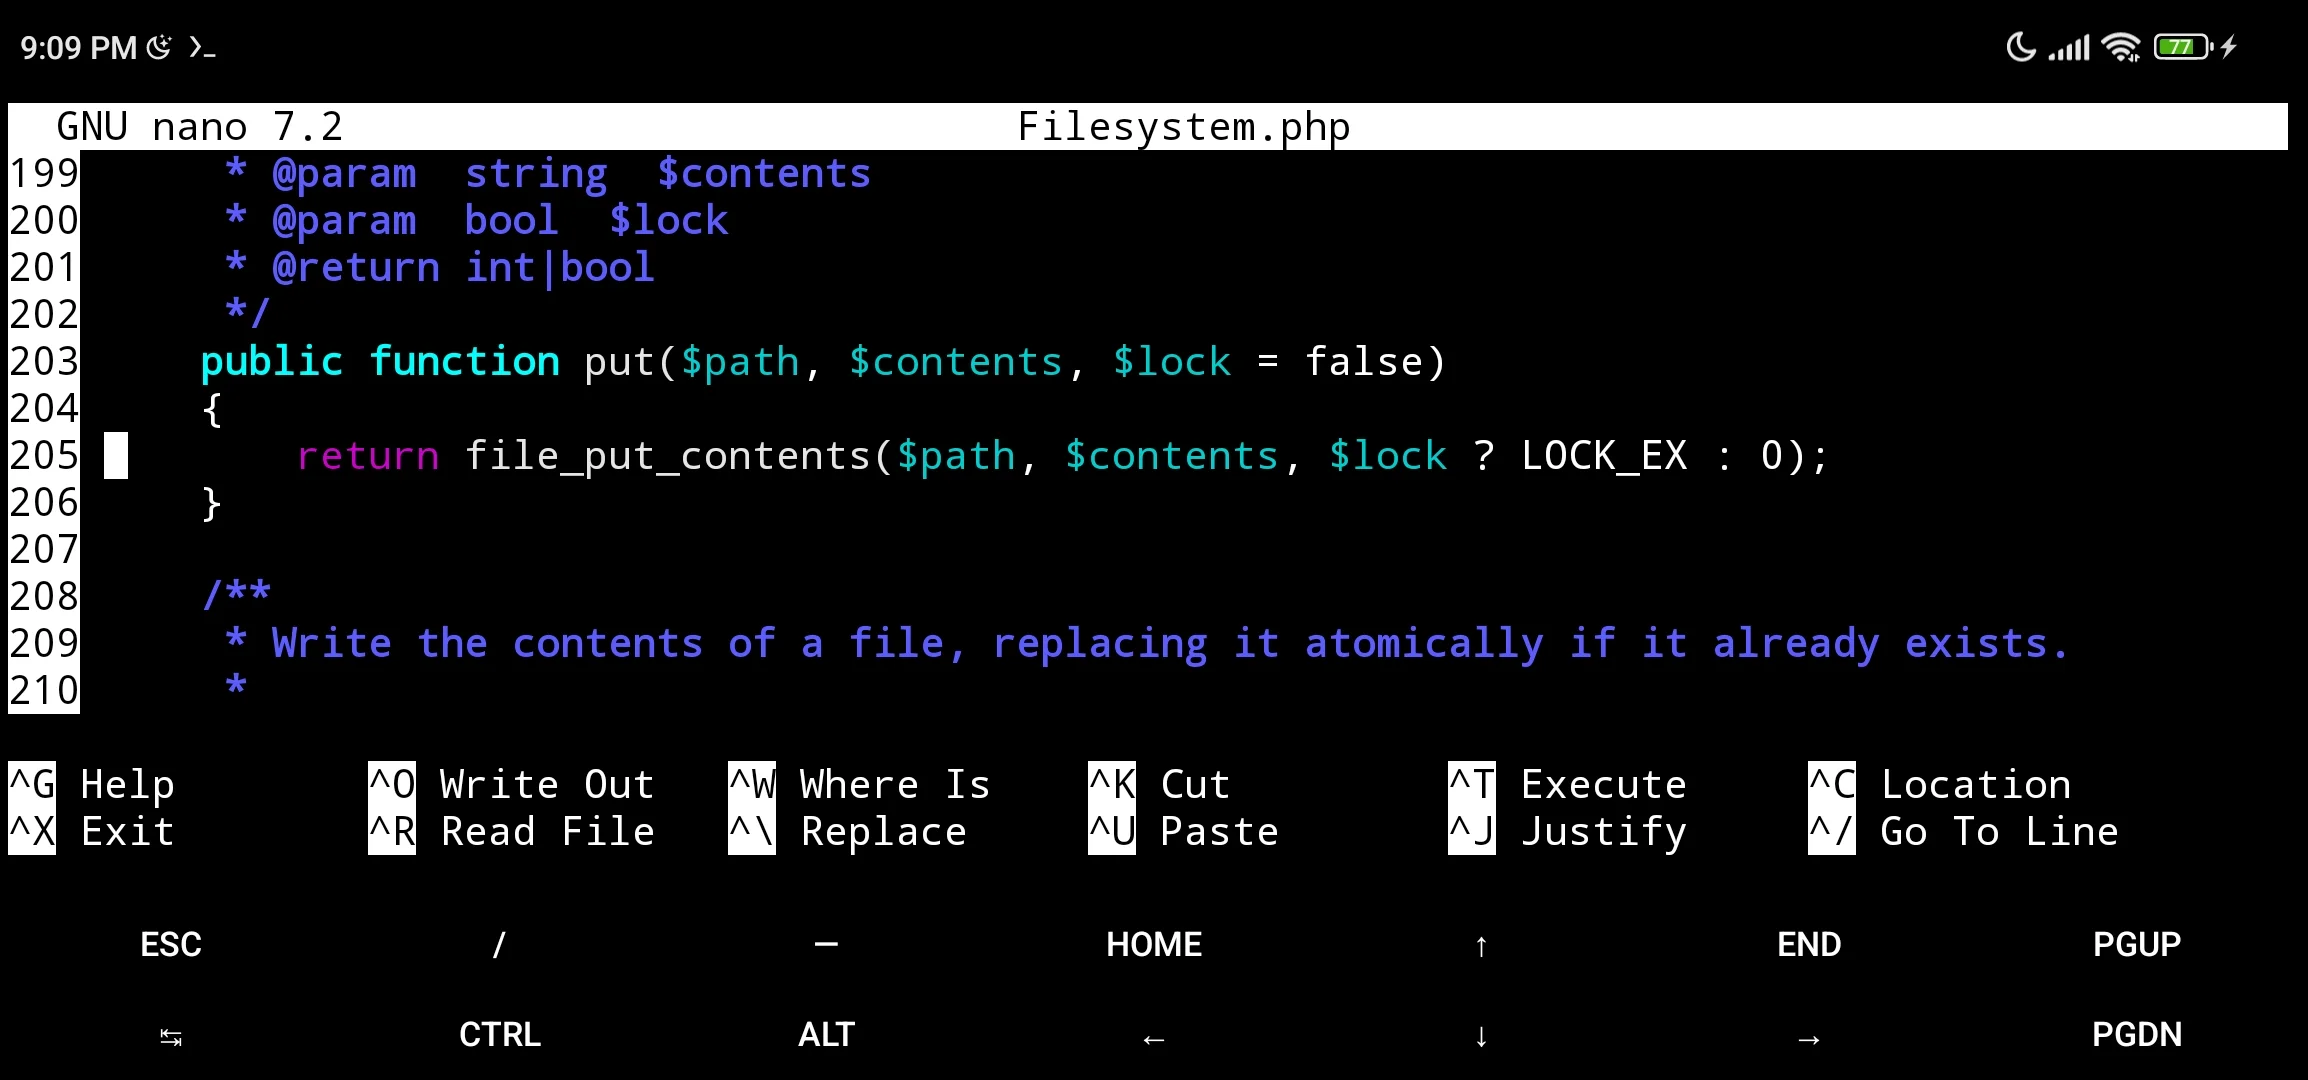 9:09 PM
77
GNU nano 7.2 Filesystem.php
199 * @param string $contents
200 * @param bool $lock
201 * @return int|bool
202 */
203 public function put($path, $contents, $lock = false)
204 {
205 return file_put_contents($path, $contents, $lock ? LOCK_EX : 0);
206 }
207
208 /**
209 * Write the contents of a file, replacing it atomically if it already exists.
210 *
^G Help ^O Write Out ^W Where Is ^K Cut ^T Execute ^C Location
^X Exit ^R Read File ^\ Replace ^U Paste ^J Justify ^/ Go To Line
ESC / — HOME ↑ END PGUP
↹ CTRL ALT ← ↓ → PGDN